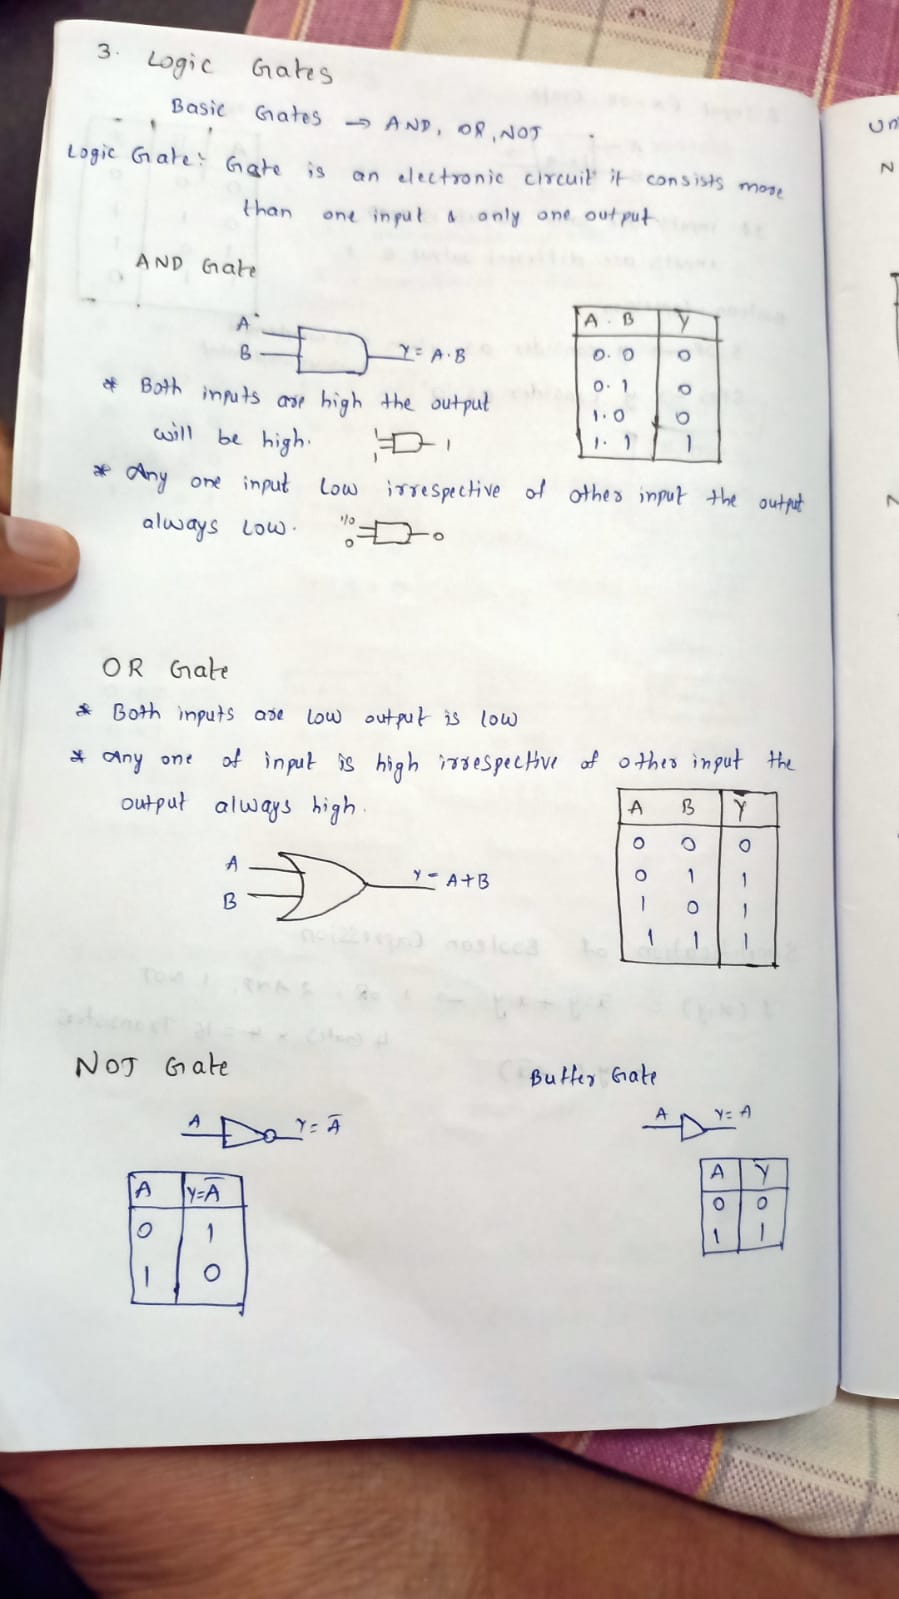 3. Logic Gates
Basic Gates → AND, OR, NOT
Logic Gate: Gate is an electronic circuit it consists more
than one input & only one output
AND Gate
A
B
Y = A·B
A . B Y
0. 0 0
0. 1 0
1. 0 0
1. 1 1
* Both inputs are high the output
will be high.
1
1
1
* Any one input low irrespective of other input the output
always low.
1/0
0
0
OR Gate
* Both inputs are low output is low
* Any one of input is high irrespective of other input the
output always high.
A
B
Y = A+B
A B Y
0 0 0
0 1 1
1 0 1
1 1 1
NOT Gate
A
Y = A̅
A Y=A̅
0 1
1 0
Buffer Gate
A
Y = A
A Y
0 0
1 1
Un
N